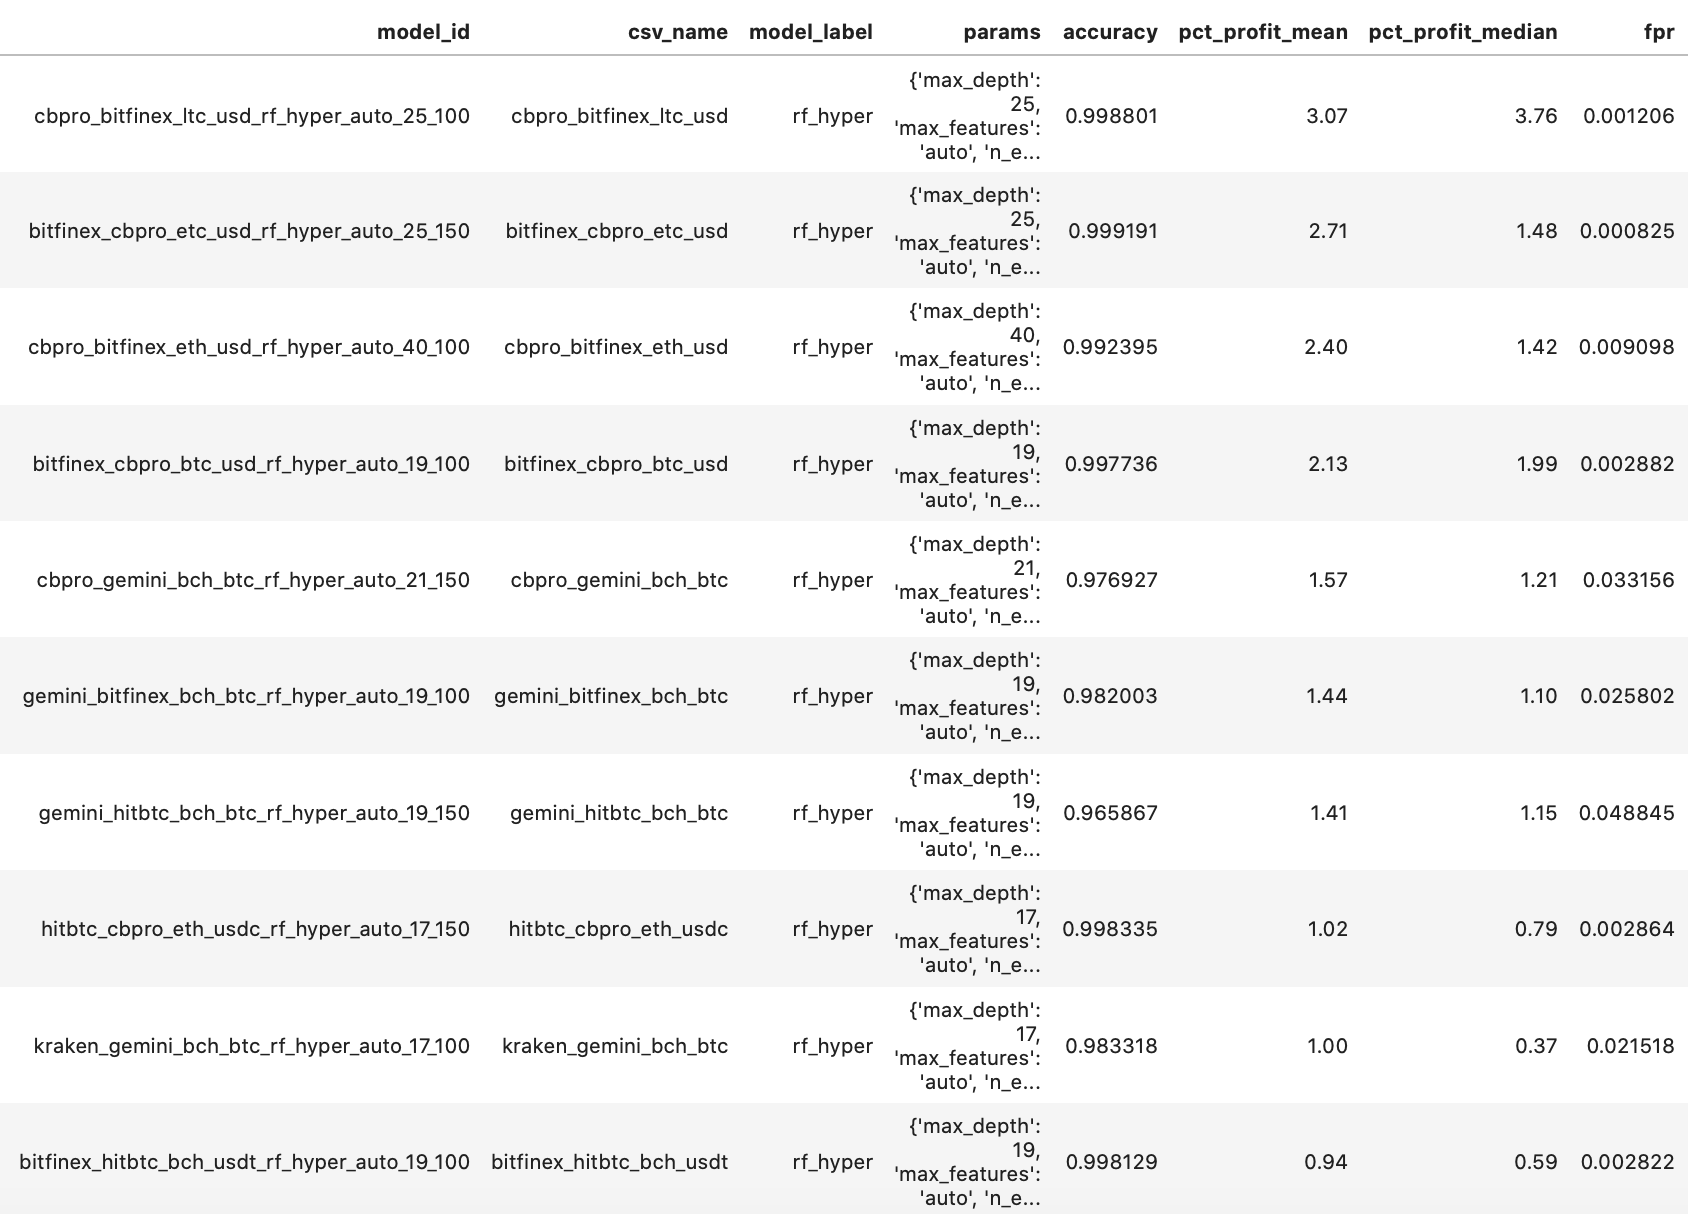 model_id csv_name model_label params accuracy pct_profit_mean pct_profit_median fpr
cbpro_bitfinex_ltc_usd_rf_hyper_auto_25_100 cbpro_bitfinex_ltc_usd rf_hyper {'max_depth': 25, 'max_features': 'auto', 'n_e... 0.998801 3.07 3.76 0.001206
bitfinex_cbpro_etc_usd_rf_hyper_auto_25_150 bitfinex_cbpro_etc_usd rf_hyper {'max_depth': 25, 'max_features': 'auto', 'n_e... 0.999191 2.71 1.48 0.000825
cbpro_bitfinex_eth_usd_rf_hyper_auto_40_100 cbpro_bitfinex_eth_usd rf_hyper {'max_depth': 40, 'max_features': 'auto', 'n_e... 0.992395 2.40 1.42 0.009098
bitfinex_cbpro_btc_usd_rf_hyper_auto_19_100 bitfinex_cbpro_btc_usd rf_hyper {'max_depth': 19, 'max_features': 'auto', 'n_e... 0.997736 2.13 1.99 0.002882
cbpro_gemini_bch_btc_rf_hyper_auto_21_150 cbpro_gemini_bch_btc rf_hyper {'max_depth': 21, 'max_features': 'auto', 'n_e... 0.976927 1.57 1.21 0.033156
gemini_bitfinex_bch_btc_rf_hyper_auto_19_100 gemini_bitfinex_bch_btc rf_hyper {'max_depth': 19, 'max_features': 'auto', 'n_e... 0.982003 1.44 1.10 0.025802
gemini_hitbtc_bch_btc_rf_hyper_auto_19_150 gemini_hitbtc_bch_btc rf_hyper {'max_depth': 19, 'max_features': 'auto', 'n_e... 0.965867 1.41 1.15 0.048845
hitbtc_cbpro_eth_usdc_rf_hyper_auto_17_150 hitbtc_cbpro_eth_usdc rf_hyper {'max_depth': 17, 'max_features': 'auto', 'n_e... 0.998335 1.02 0.79 0.002864
kraken_gemini_bch_btc_rf_hyper_auto_17_100 kraken_gemini_bch_btc rf_hyper {'max_depth': 17, 'max_features': 'auto', 'n_e... 0.983318 1.00 0.37 0.021518
bitfinex_hitbtc_bch_usdt_rf_hyper_auto_19_100 bitfinex_hitbtc_bch_usdt rf_hyper {'max_depth': 19, 'max_features': 'auto', 'n_e... 0.998129 0.94 0.59 0.002822